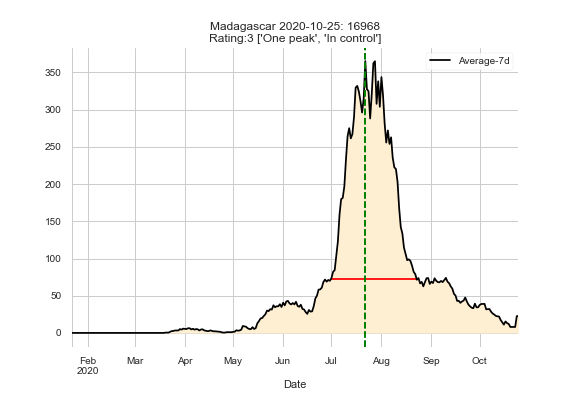 Madagascar 2020-10-25: 16968
Rating:3 ['One peak', 'In control']
Average-7d
350
300
250
200
150
100
50
0
Feb Mar Apr May Jun Jul Aug Sep Oct
2020
Date